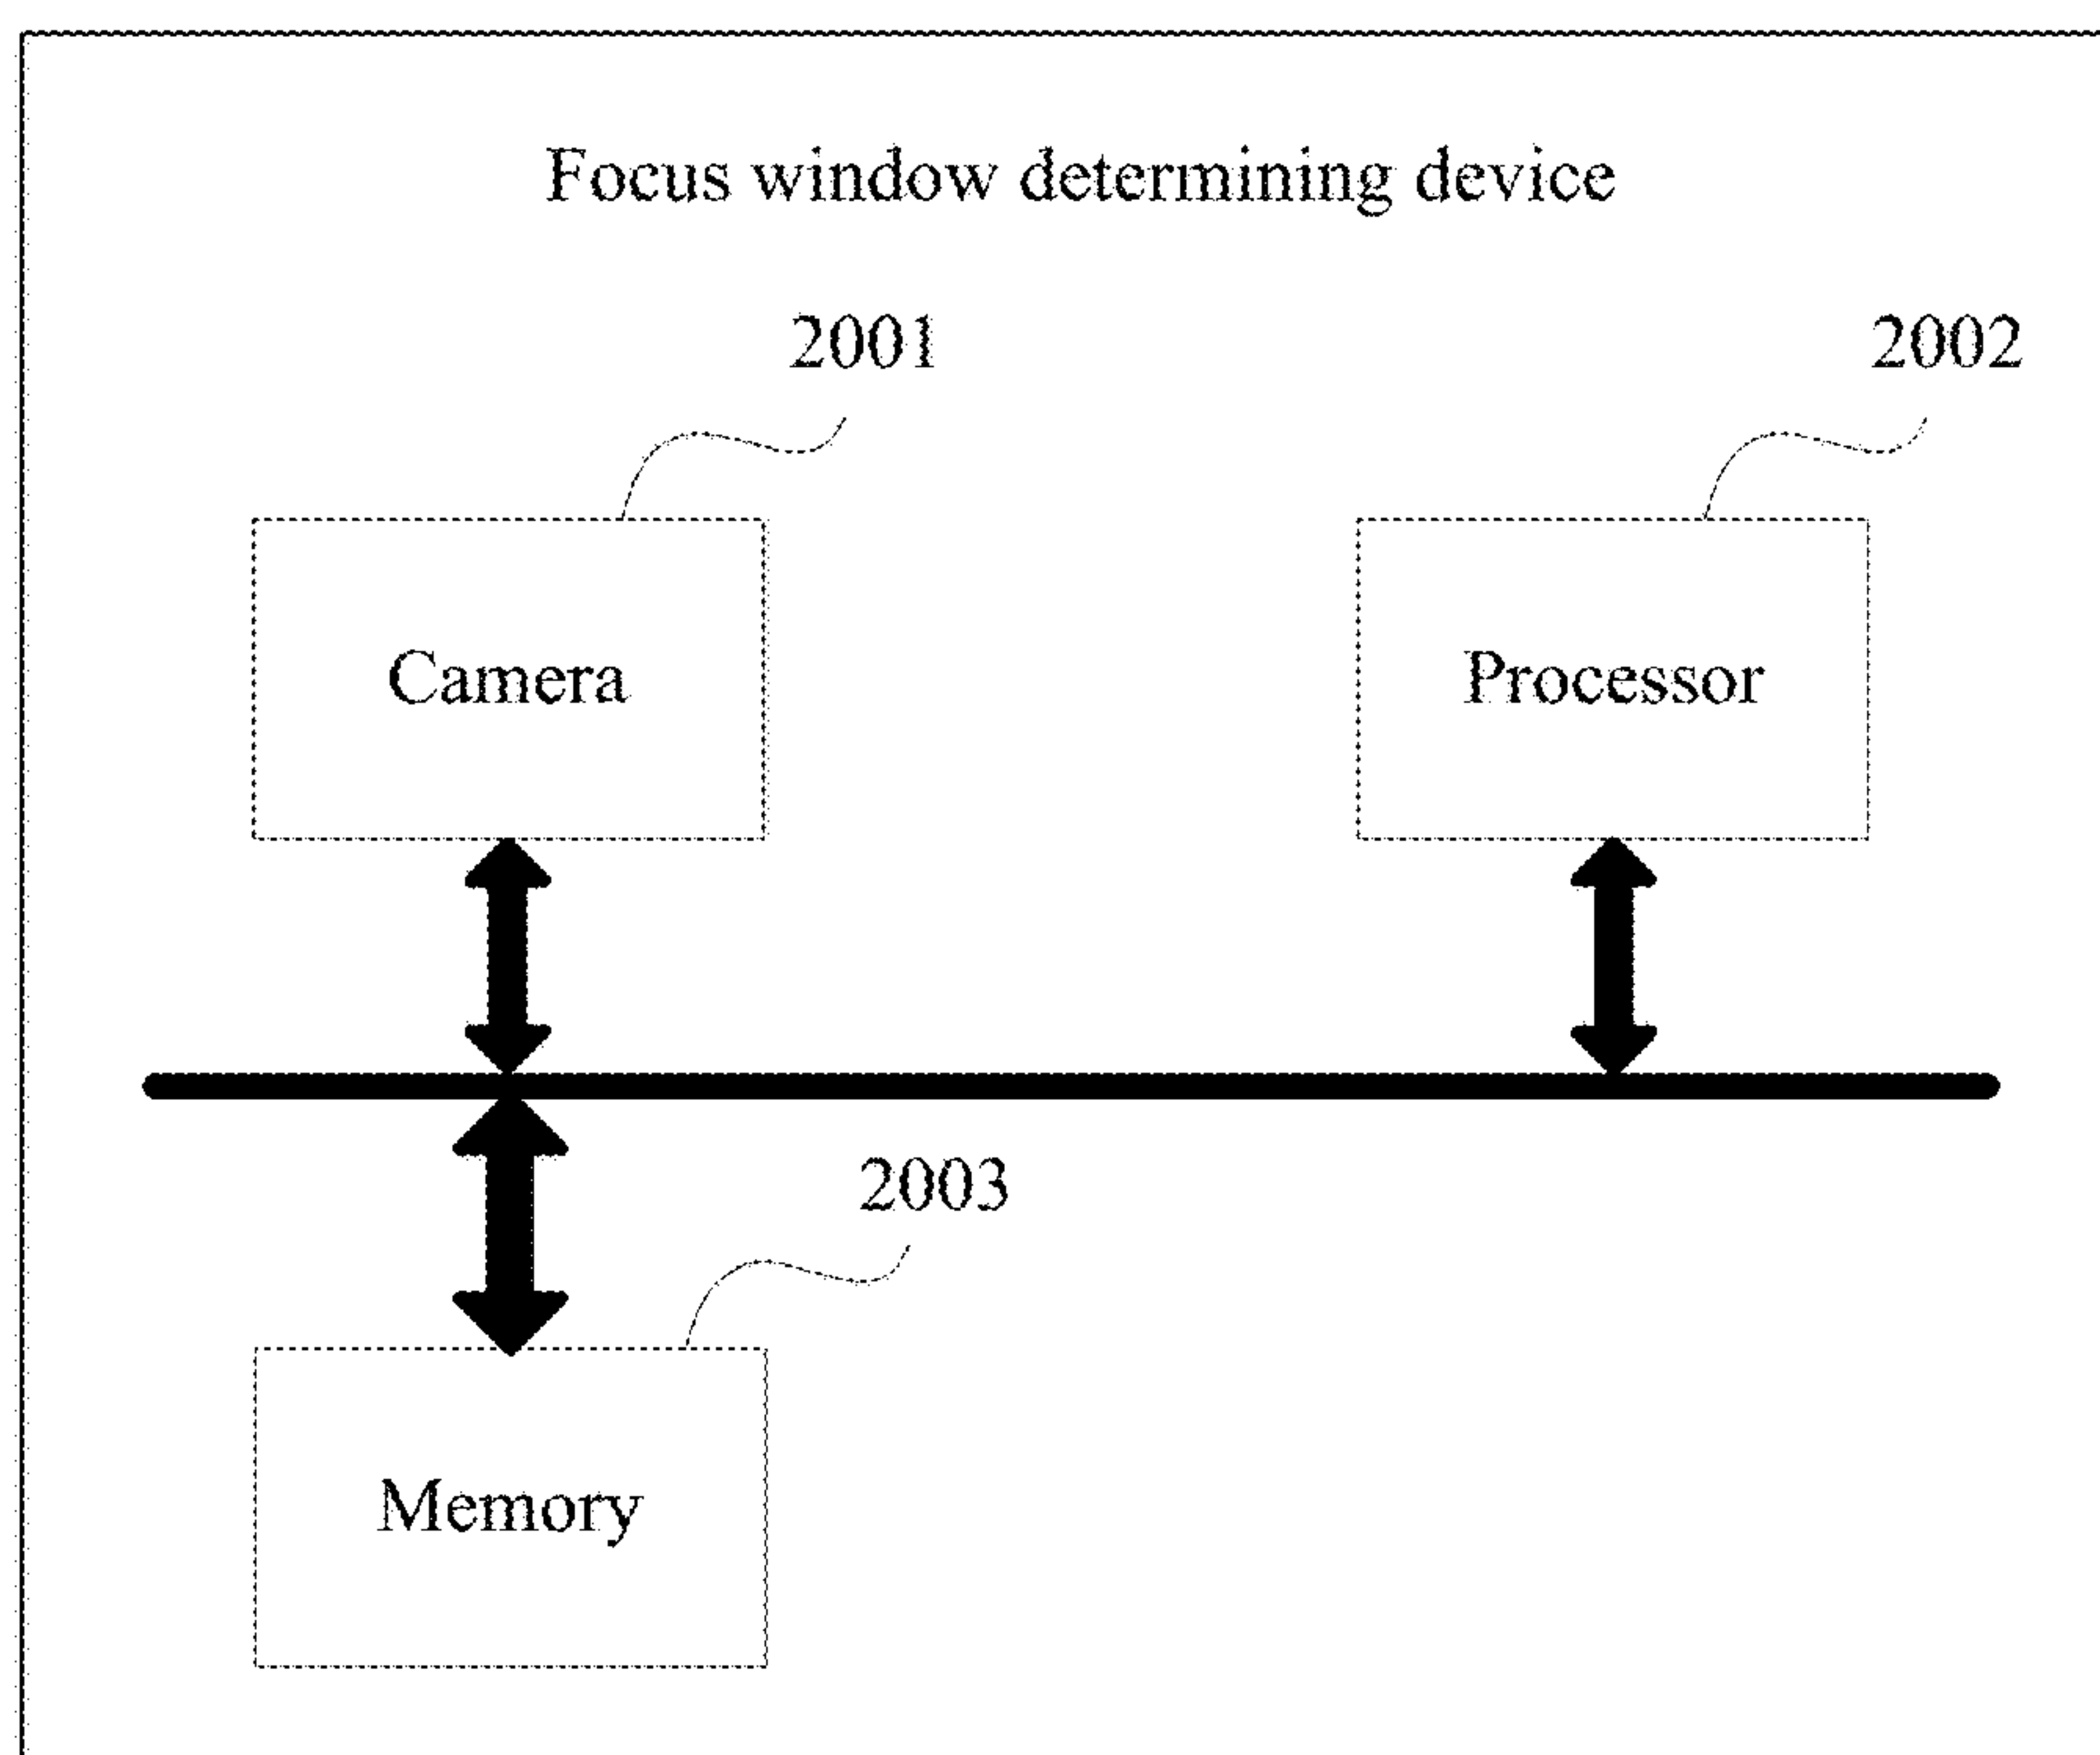 Focus window determining device
2001
2002
Camera
Processor
2003
Memory